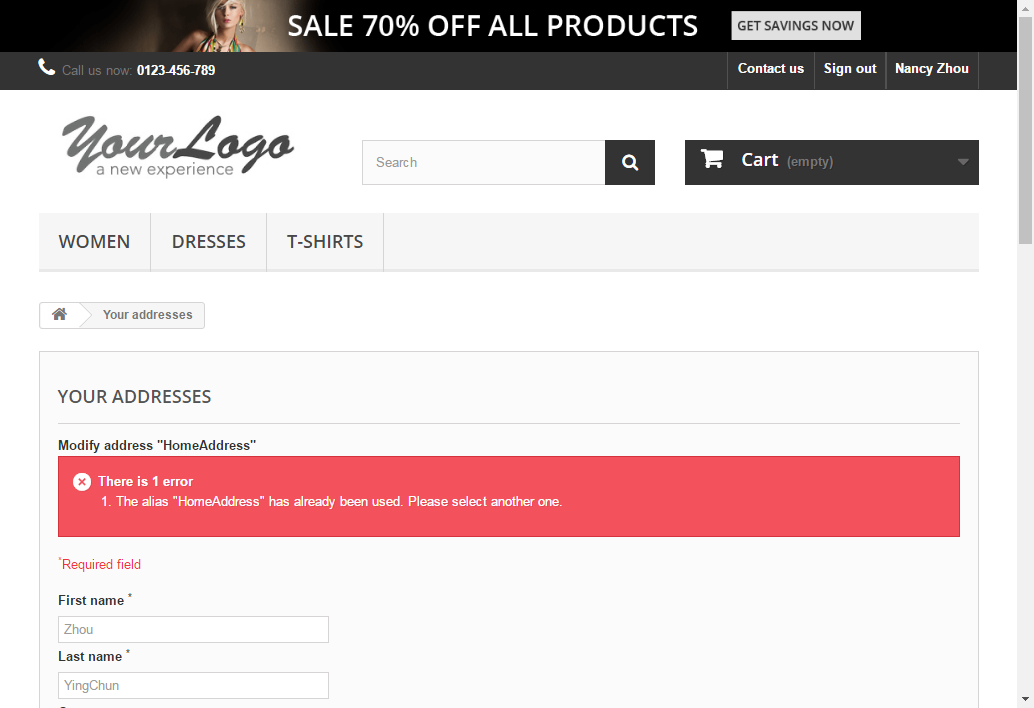 SALE 70% OFF ALL PRODUCTS GET SAVINGS NOW
Call us now: 0123-456-789 Contact us Sign out Nancy Zhou
YourLogo
a new experience
Search Cart (empty)
WOMEN DRESSES T-SHIRTS
Your addresses
YOUR ADDRESSES
Modify address "HomeAddress"
There is 1 error
1. The alias "HomeAddress" has already been used. Please select another one.
*Required field
First name *
Zhou
Last name *
YingChun